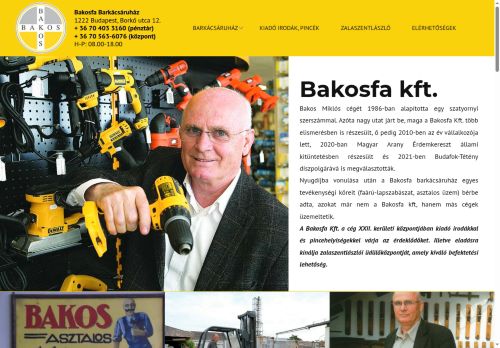 BAKOS
BAKOS
Bakosfa Barkácsáruház
1222 Budapest, Borkő utca 12.
+ 36 70 403 3160 (pénztár)
+ 36 70 563-6076 (központ)
H-P: 08.00-18.00
BARKÁCSÁRUHÁZ
KIADÓ IRODÁK, PINCÉK
ZALASZENTLÁSZLÓ
ELÉRHETŐSÉGEK
Bakosfa kft.
Bakos Miklós cégét 1986-ban alapította egy szatyornyi
szerszámmal. Azóta nagy utat járt be, maga a Bakosfa Kft. több
elismerésben is részesült, ő pedig 2010-ben az év vállalkozója
lett, 2020-ban Magyar Arany Érdemkereszt állami
kitüntetésben részesült és 2021-ben Budafok-Tétény
díszpolgárává is megválasztották.
Nyugdíjba vonulása után a Bakosfa barkácsáruház egyes
tevékenységi köreit (faárú-lapszabászat, asztalos üzem) bérbe
adta, azokat már nem a Bakosfa kft, hanem más cégek
üzemeltetik.
A Bakosfa Kft. a cég XXII. kerületi központjában kiadó irodákkal
és pincehelyiségekkel várja az érdeklődőket. Illetve eladásra
kínálja zalaszentlászlói üdülőközpontját, amely kiváló befektetési
lehetőség.
DEWALT
BAKOS
ASZTALOS